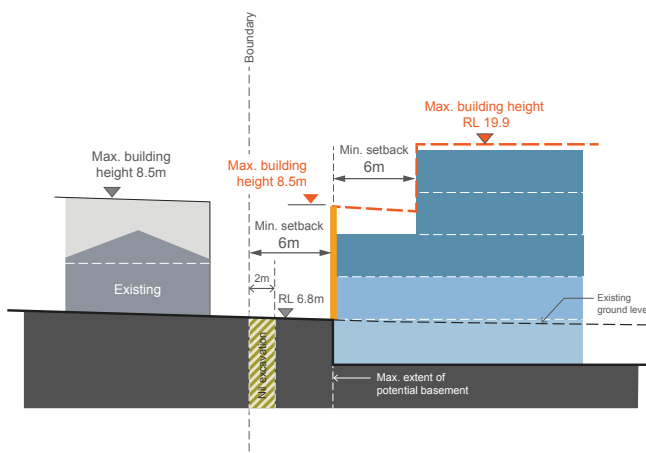 Boundary
Max. building height
RL 19.9
Max. building
height 8.5m
Max. building
height 8.5m
Min. setback
6m
Min. setback
6m
2m
RL 6.8m
Existing
Existing
ground level
Nil excavation
Max. extent of
potential basement